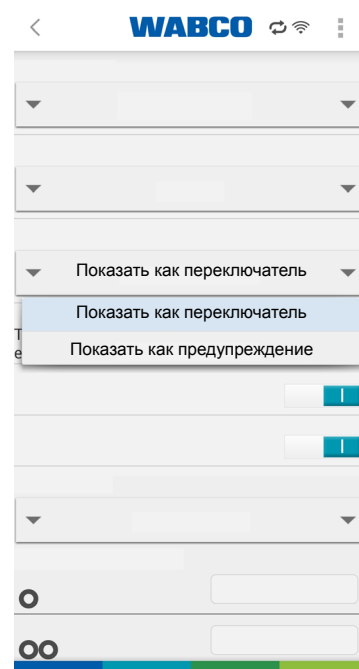 WABCO
Показать как переключатель
Показать как переключатель
Т
Показать как предупреждение
е